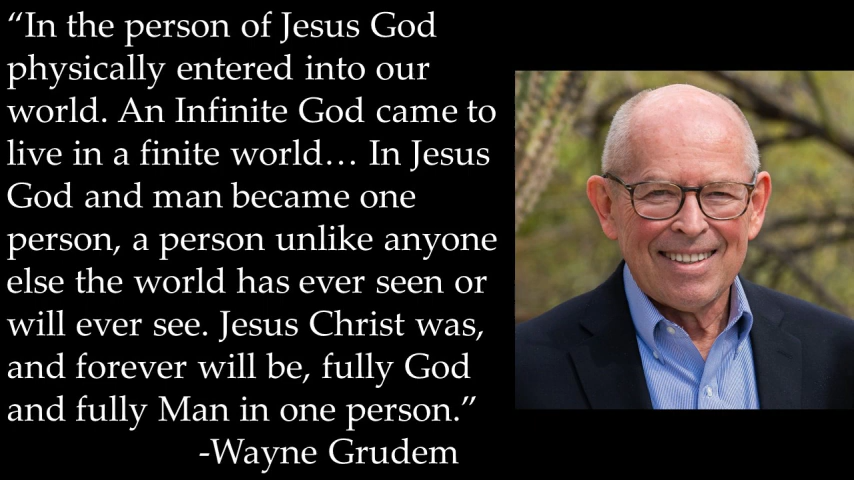 “In the person of Jesus God
physically entered into our
world. An Infinite God came to
live in a finite world… In Jesus
God and man became one
person, a person unlike anyone
else the world has ever seen or
will ever see. Jesus Christ was,
and forever will be, fully God
and fully Man in one person.”
-Wayne Grudem